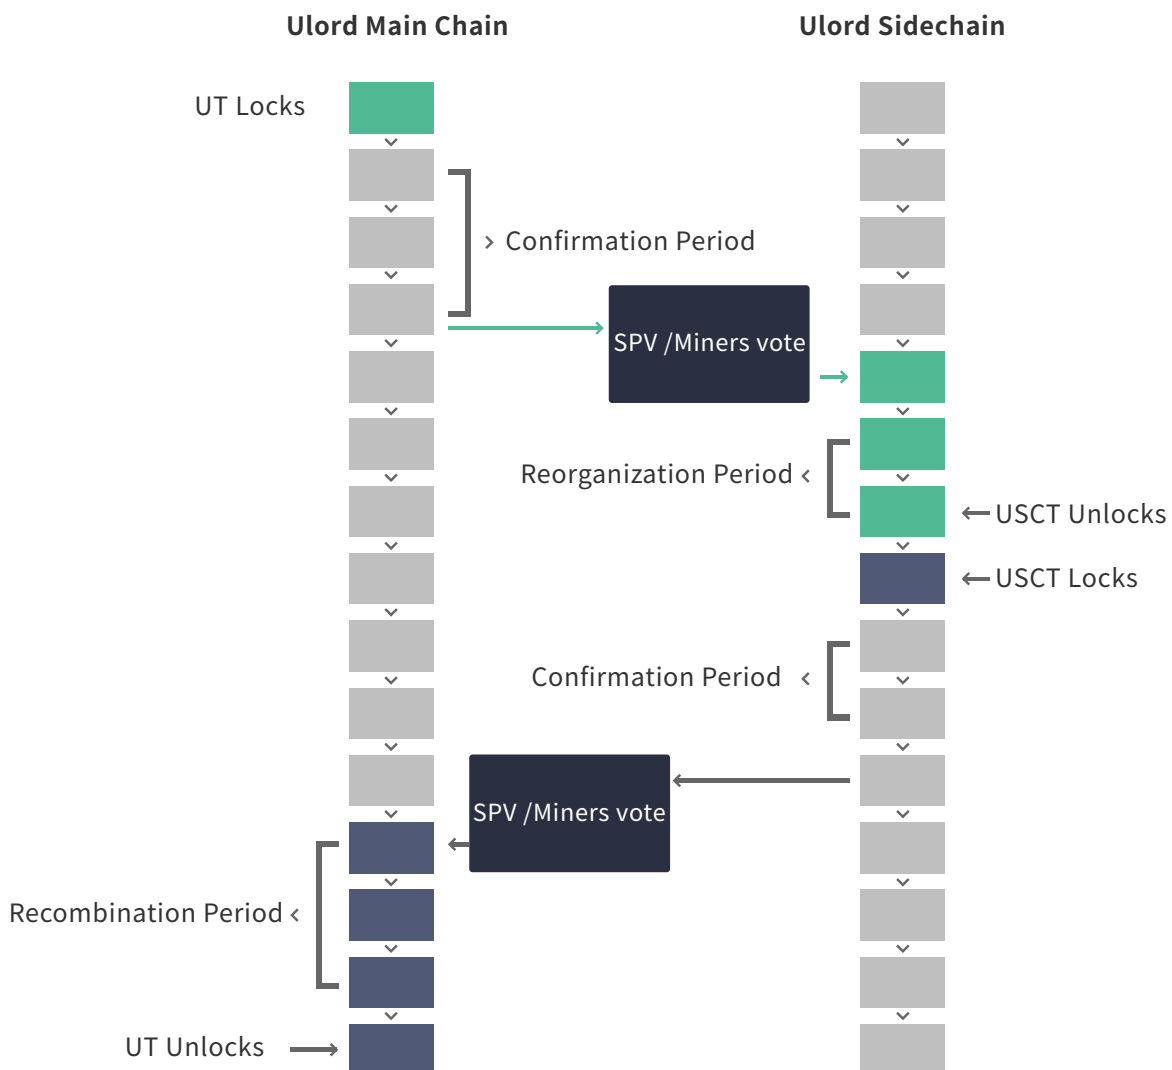 Ulord Main Chain
Ulord Sidechain
UT Locks
Confirmation Period
SPV /Miners vote
Reorganization Period
USCT Unlocks
USCT Locks
Confirmation Period
SPV /Miners vote
Recombination Period
UT Unlocks